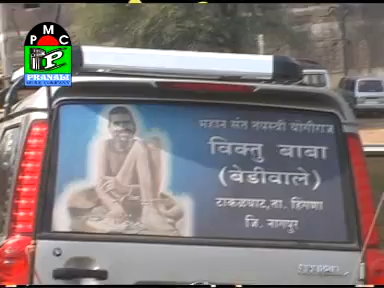 PMC
P
PRANALI
महान संत तपस्वी योगीराज
विक्तु बाबा
(बेडीवाले)
टाकळघाट, ता. हिंगणा
जि. नागपुर